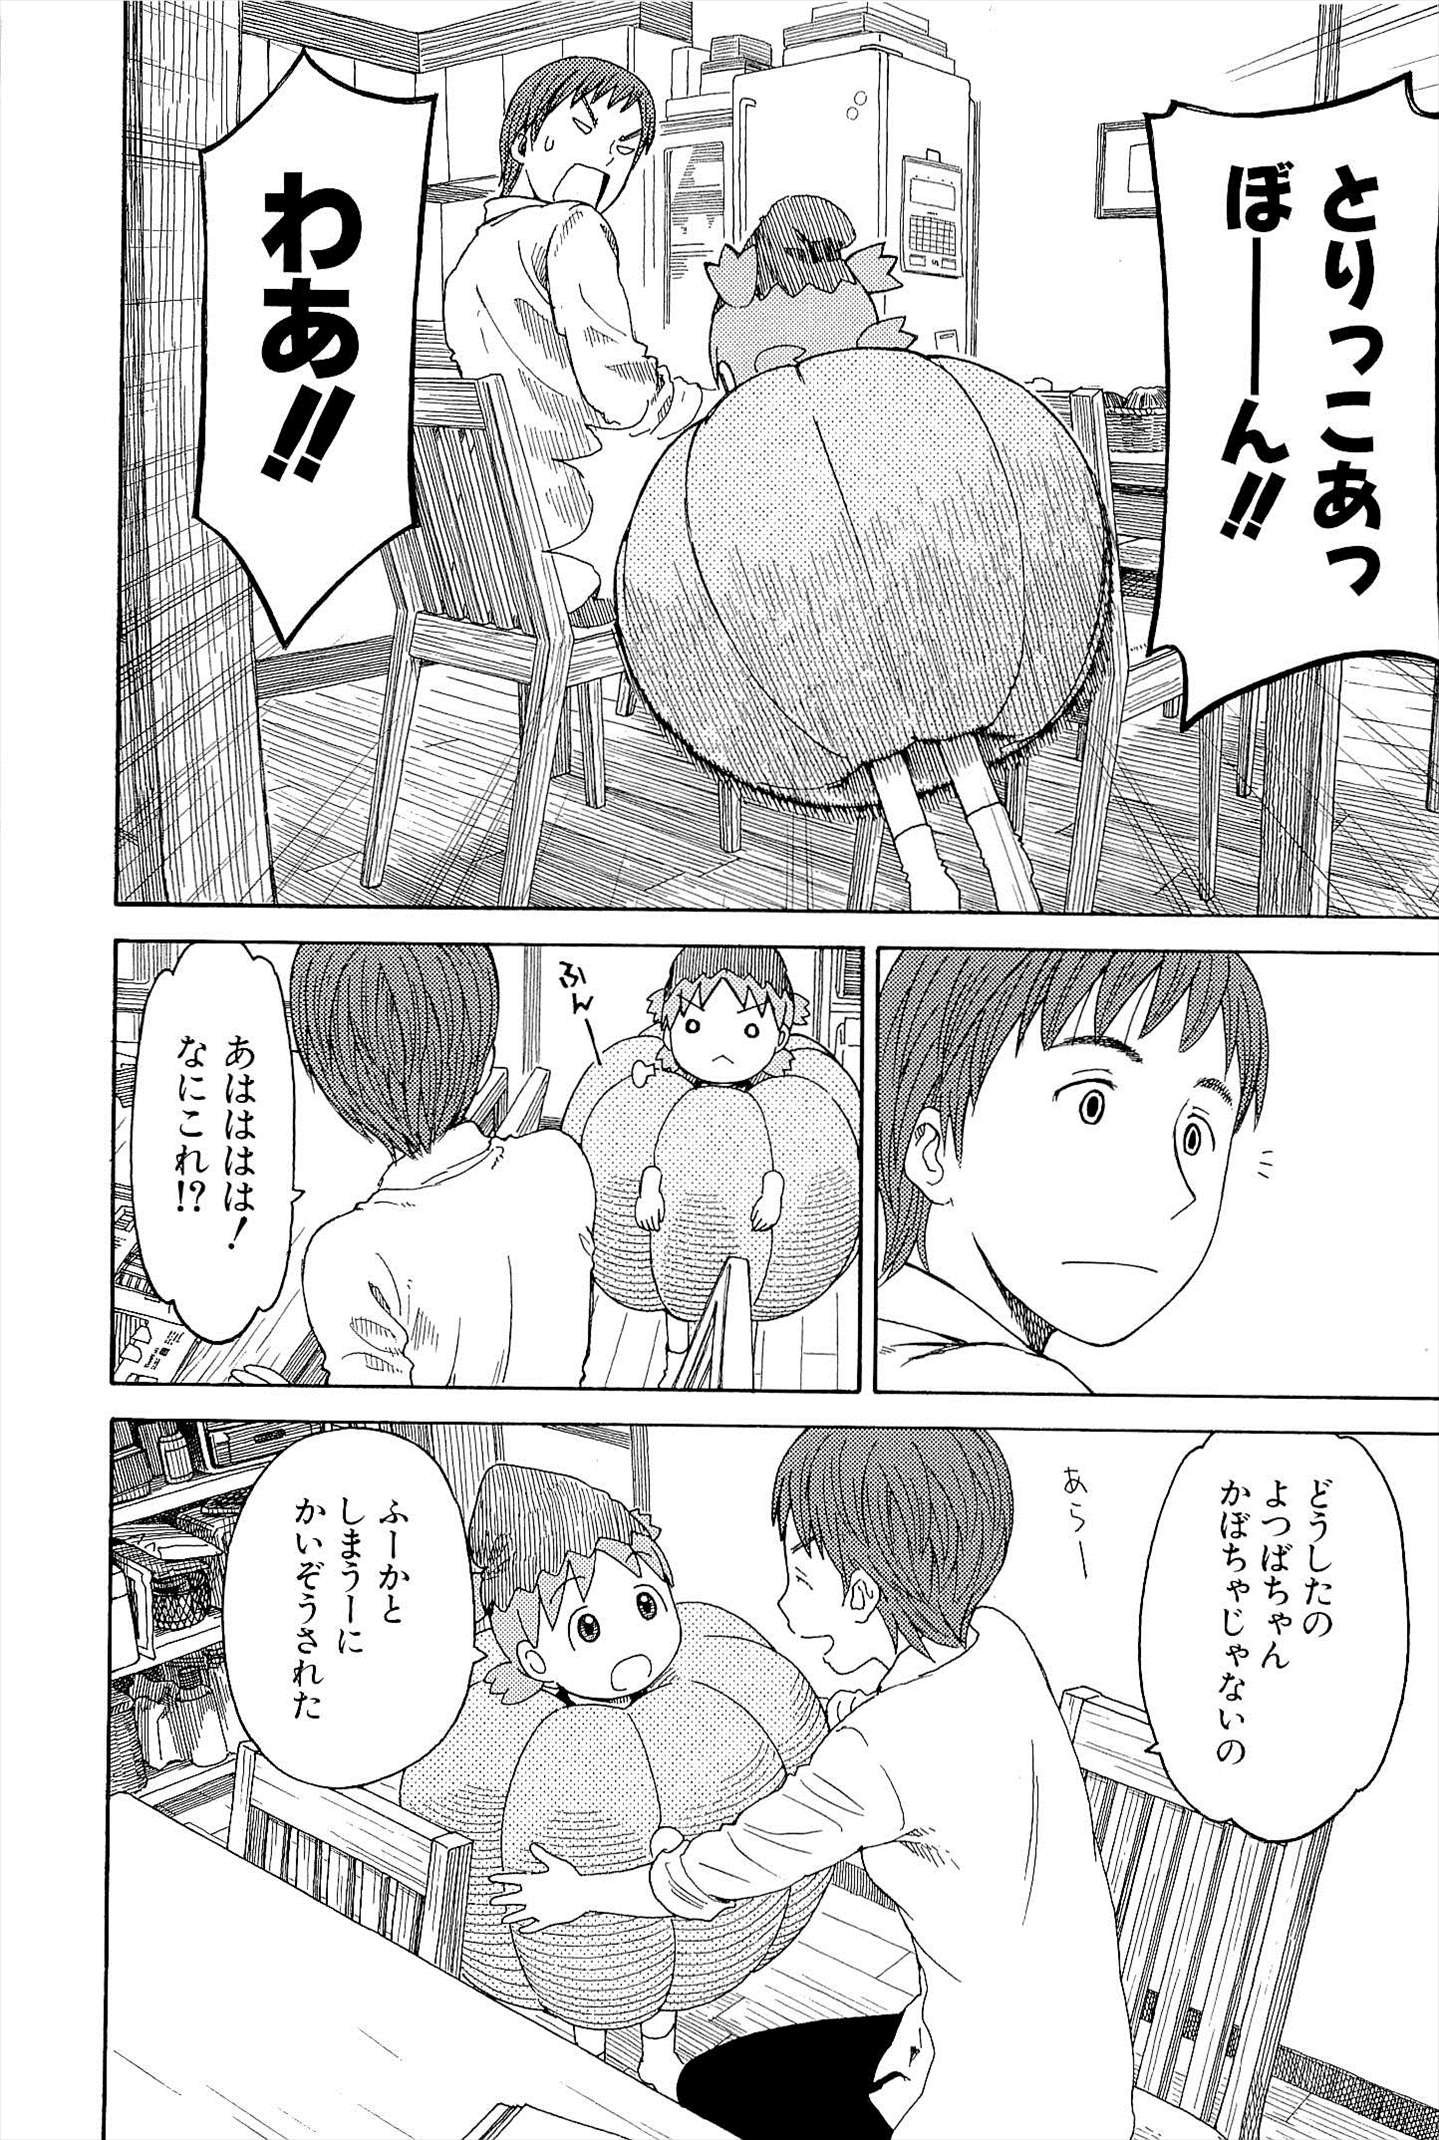 とりっこあっ
ぼーーん!!
わあ!!
ふんー
あははは!
なにこれ!?
どうしたの
よつばちゃん
かぼちゃじゃないの
あらー
ふーかと
しまうーに
かいぞうされた